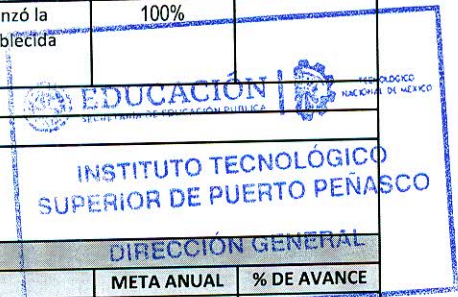 nzó la 100%
blecida
EDUCACIÓN TECNOLÓGICO
SECRETARÍA DE EDUCACIÓN PÚBLICA NACIONAL DE MÉXICO
INSTITUTO TECNOLÓGICO
SUPERIOR DE PUERTO PEÑASCO
DIRECCIÓN GENERAL
META ANUAL % DE AVANCE